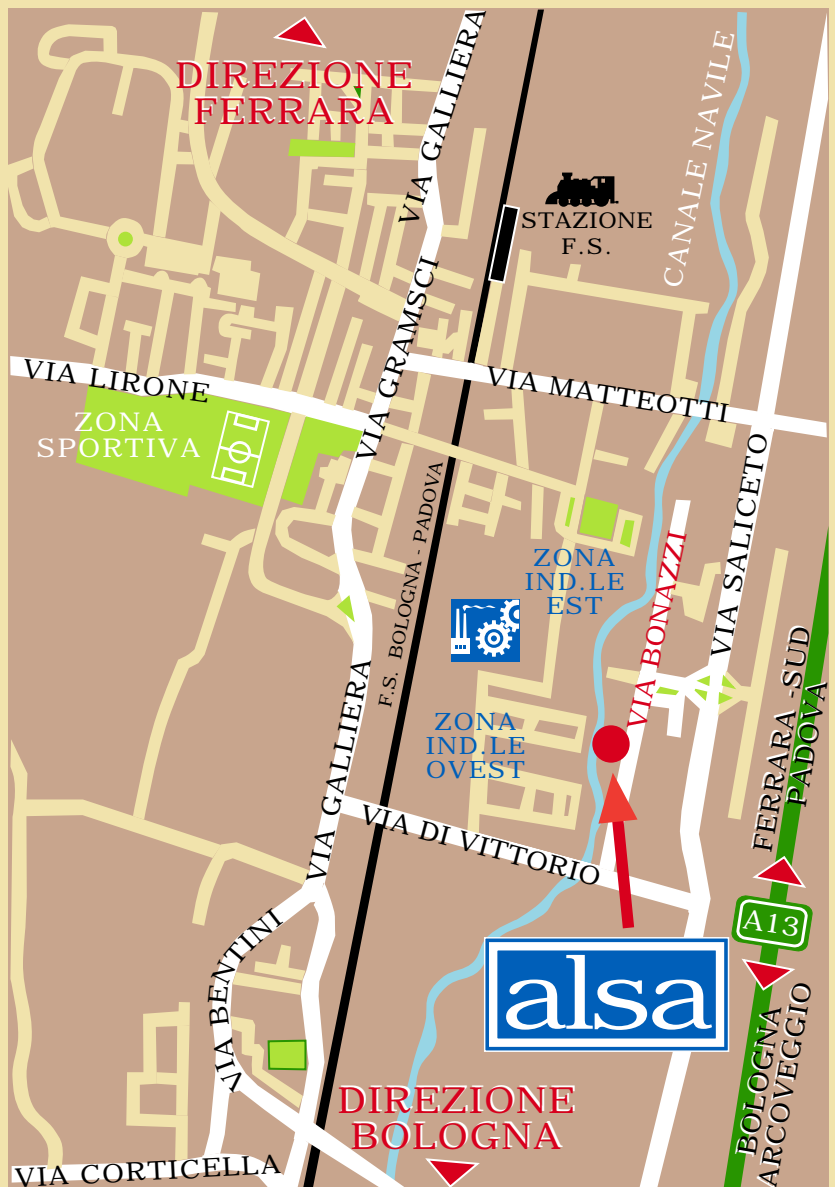 DIREZIONE
FERRARA
VIA GALLIERA
CANALE NAVILE
STAZIONE
F.S.
VIA GRAMSCI
VIA LIRONE
VIA MATTEOTTI
ZONA
SPORTIVA
VIA SALICETO
F.S. BOLOGNA - PADOVA
ZONA
IND.LE
EST
VIA BONAZZI
FERRARA -SUD
PADOVA
VIA GALLIERA
ZONA
IND.LE
OVEST
VIA DI VITTORIO
A13
VIA BENTINI
alsa
BOLOGNA
ARCOVEGGIO
DIREZIONE
BOLOGNA
VIA CORTICELLA